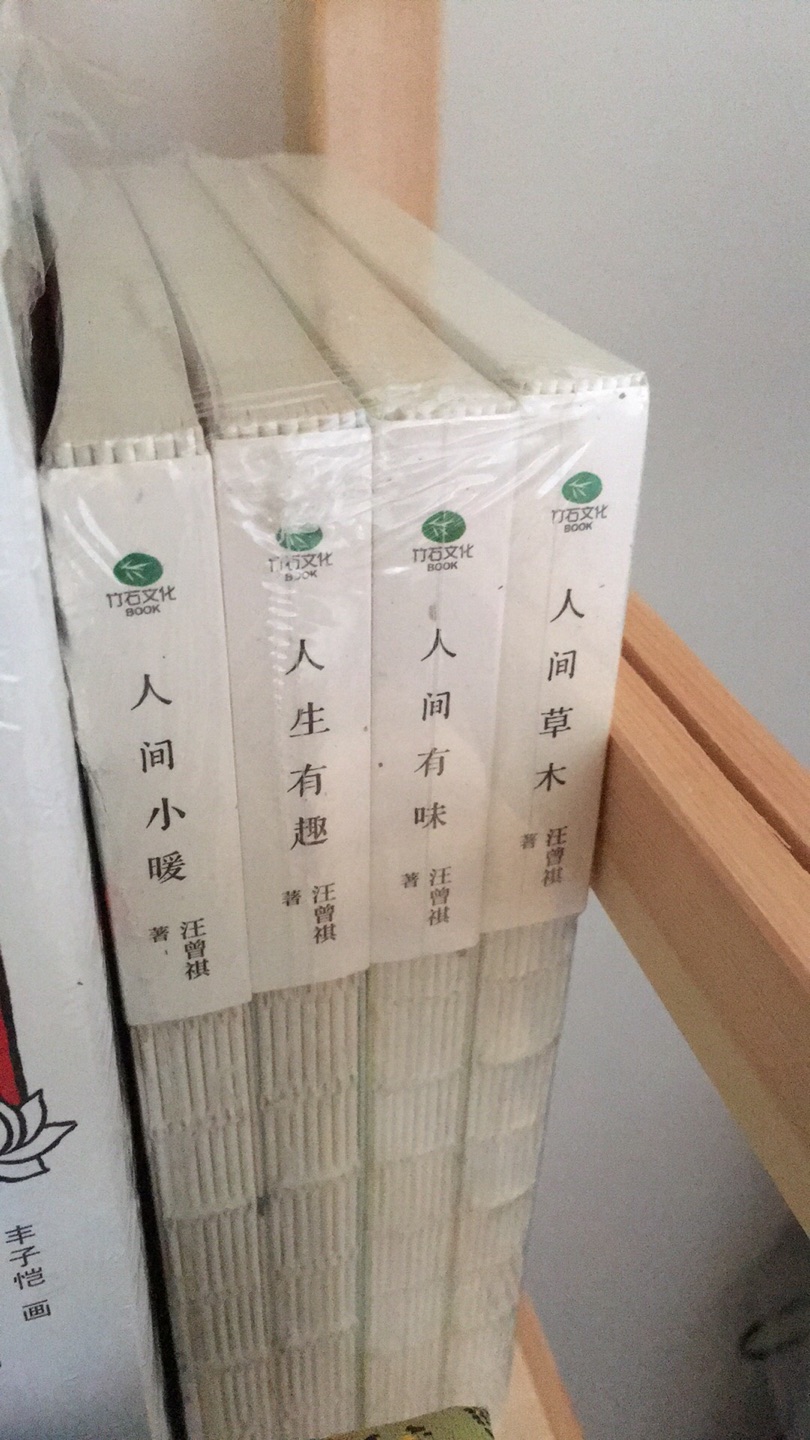 竹石文化
BOOK
人间小暖
汪曾祺
著
竹石文化
BOOK
人生有趣
汪曾祺
著
竹石文化
BOOK
人间有味
汪曾祺
著
竹石文化
BOOK
人间草木
汪曾祺
著
丰子恺 画